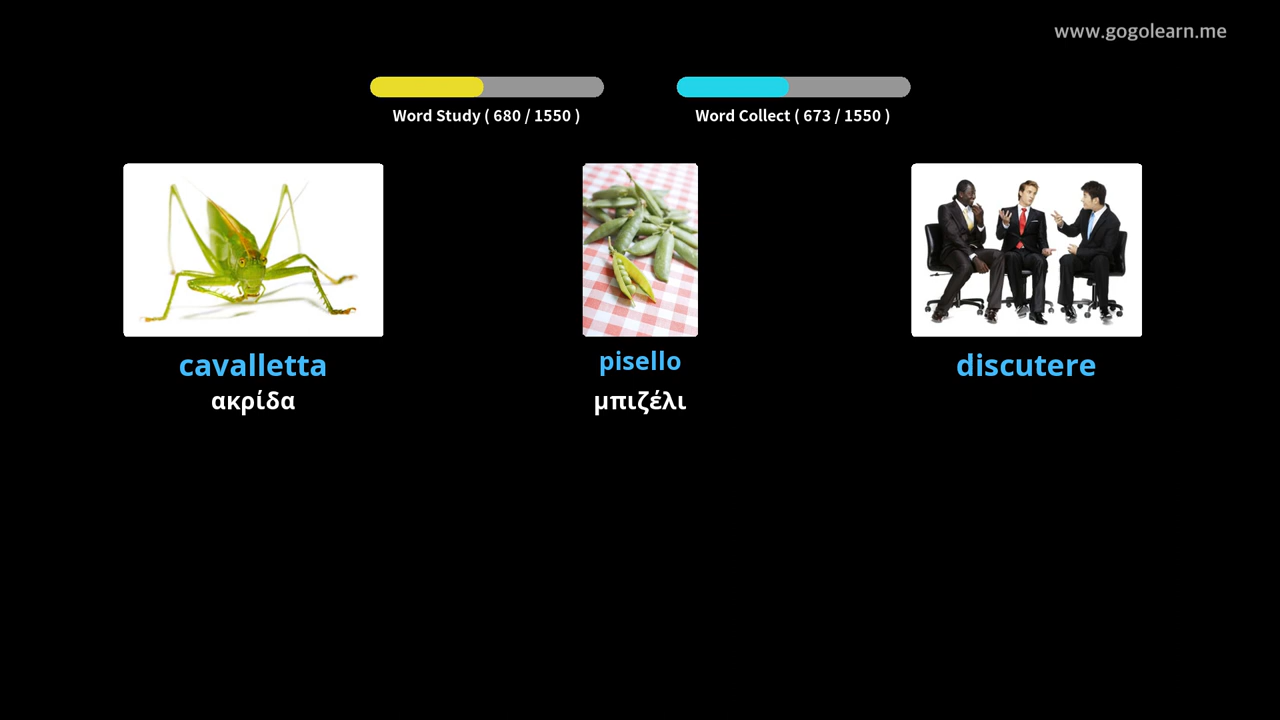 www.gogolearn.me
Word Study ( 680 / 1550 )
Word Collect ( 673 / 1550 )
cavalletta
ακρίδα
pisello
μπιζέλι
discutere